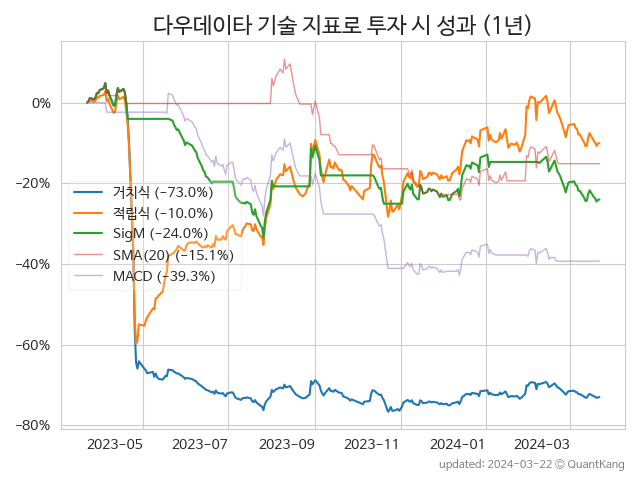 다우데이타 기술 지표로 투자 시 성과 (1년)
0%
−20%
−40%
−60%
−80%
거치식 (−73.0%)
적립식 (−10.0%)
SigM (−24.0%)
SMA(20) (−15.1%)
MACD (−39.3%)
2023−05 2023−07 2023−09 2023−11 2024−01 2024−03
updated: 2024−03−22 © QuantKang